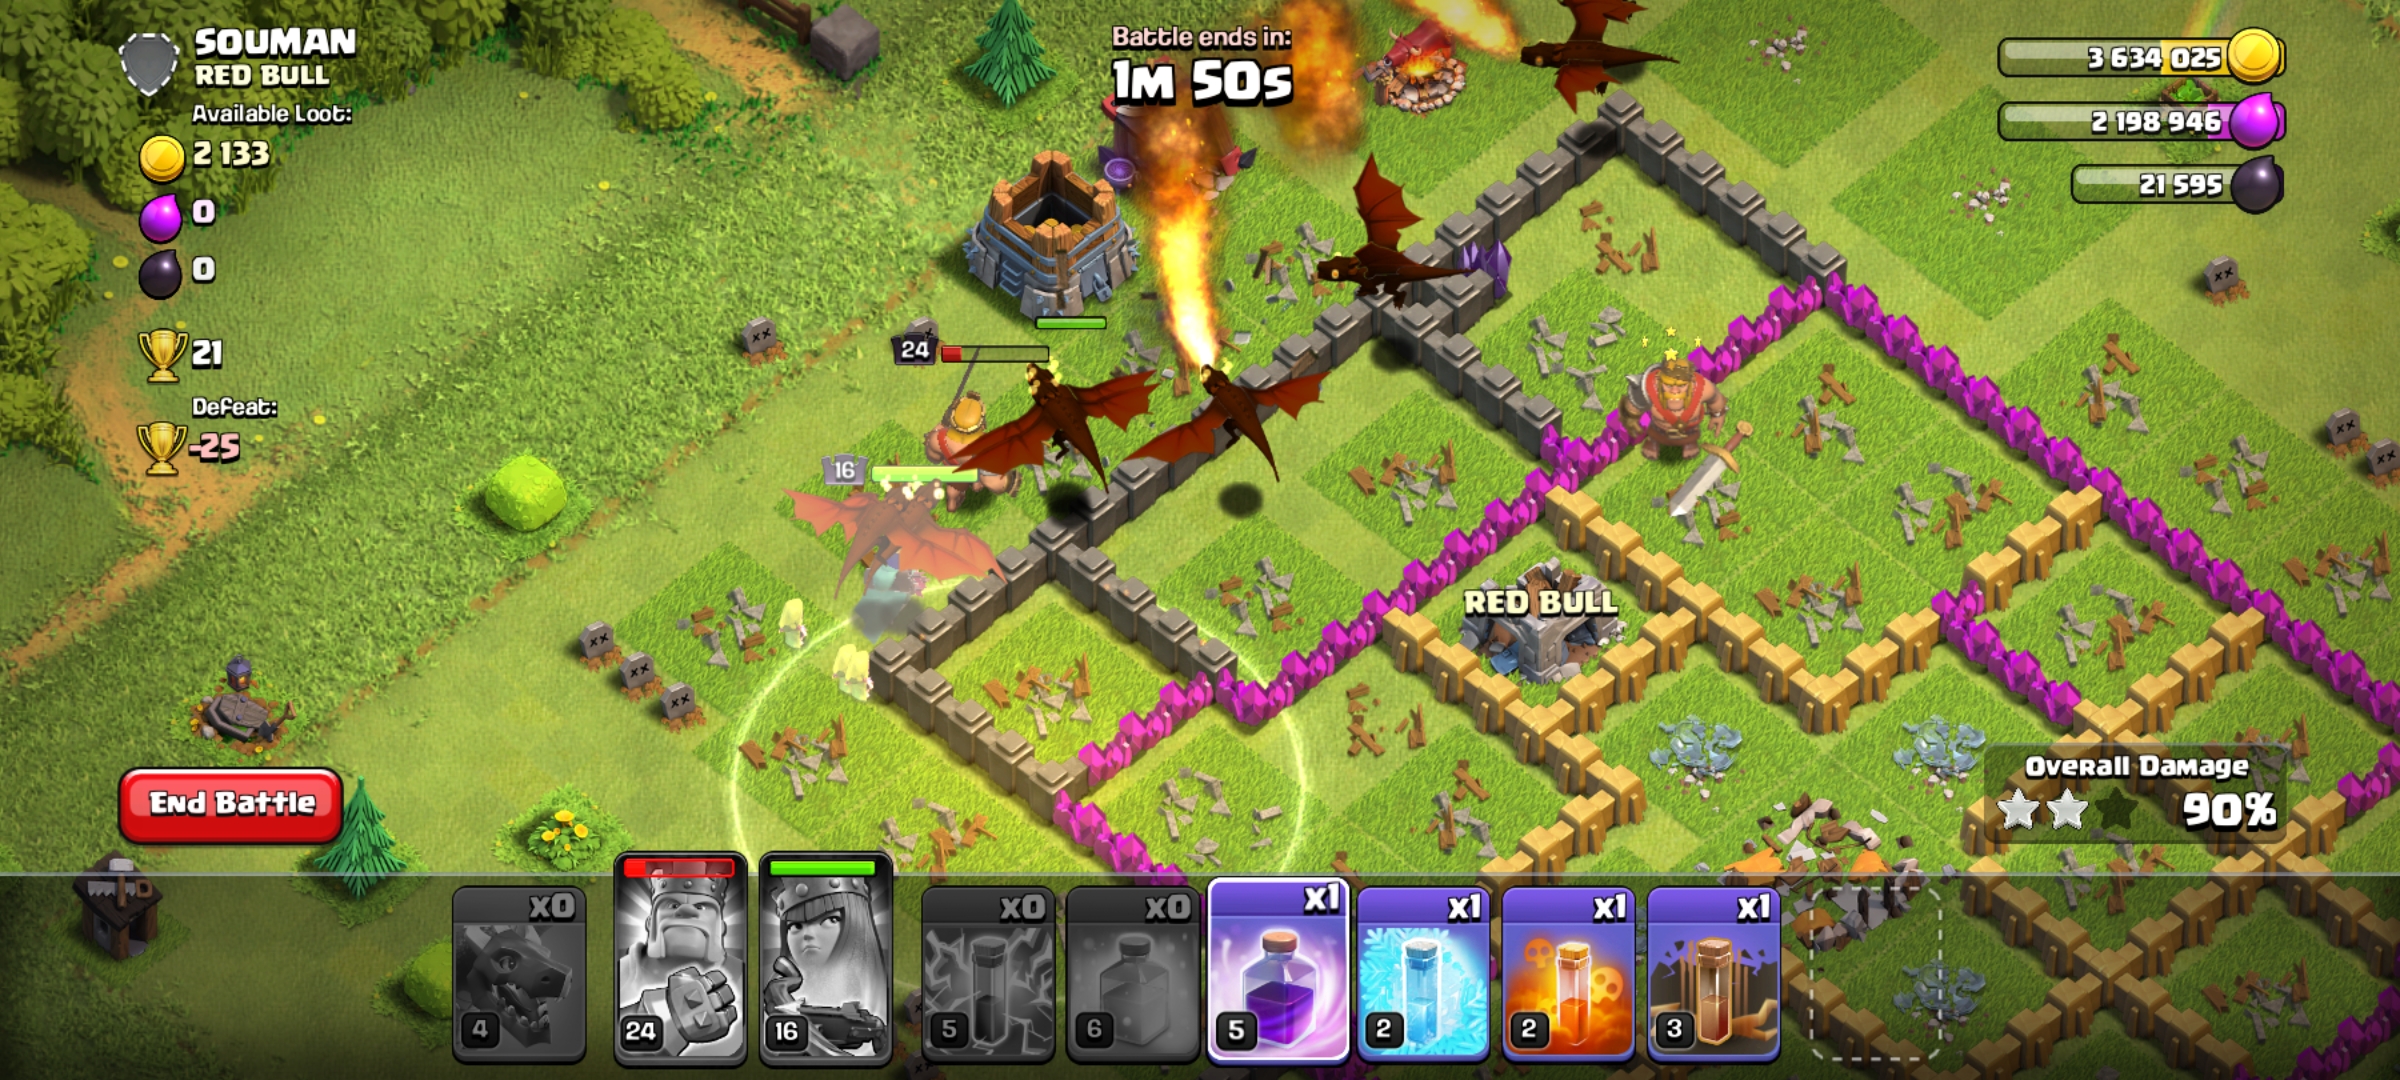 SOUMAN
RED BULL
Available Loot:
2 133
0
0
21
Defeat:
-25
Battle ends in:
1M 50S
3 634 025
2 198 946
21 595
24
16
RED BULL
End Battle
Overall Damage
90%
x0
4
24
16
x0
5
x0
6
x1
5
x1
2
x1
2
x1
3